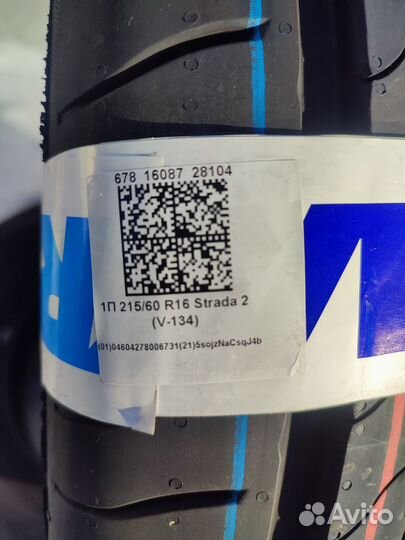 678 16087 28104
1П 215/60 R16 Strada 2
(V-134)
(01)04604278006731(21)5sojzNaCsqJ4b
Avito